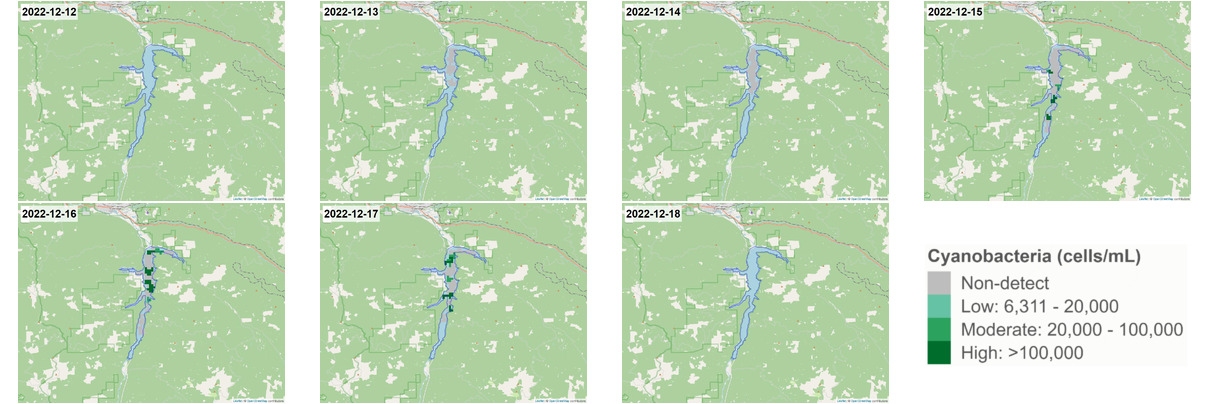 2022-12-12
2022-12-13
2022-12-14
2022-12-15
2022-12-16
2022-12-17
2022-12-18
Cyanobacteria (cells/mL)
Non-detect
Low: 6,311 - 20,000
Moderate: 20,000 - 100,000
High: >100,000